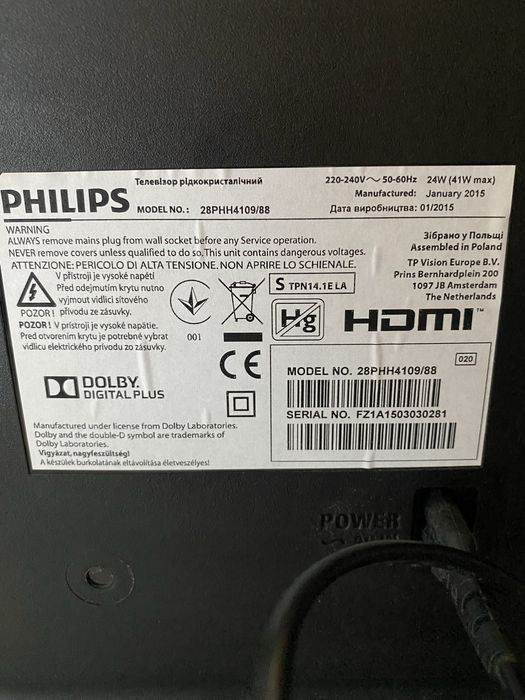 Телевізор рідкокристалічний
220-240V～ 50-60Hz 24W (41W max)
PHILIPS MODEL NO.: 28PHH4109/88
Manufactured: January 2015
Дата виробництва: 01/2015
WARNING
ALWAYS remove mains plug from wall socket before any Service operation.
NEVER remove covers unless qualified to do so. This unit contains dangerous voltages.
ATTENZIONE: PERICOLO DI ALTA TENSIONE. NON APRIRE LO SCHIENALE.
Зібрано у Польщі
Assembled in Poland
TP Vision Europe B.V.
Prins Bernhardplein 200
1097 JB Amsterdam
The Netherlands
V přístroji je vysoké napětí
Před odejmutím krytu nutno
vyjmout vidlici síťového
POZOR! přívodu ze zásuvky.
POZOR! V prístroji je vysoké napätie.
Pred otvorením krytu je potrebné vybrat
vidlicu elektrického prívodu zo zásuvky.
001
S TPN14.1E LA
Hg
HDMI™
CE
DOLBY
DIGITAL PLUS
020
MODEL NO. 28PHH4109/88
SERIAL NO. FZ1A1503030281
Manufactured under license from Dolby Laboratories.
Dolby and the double-D symbol are trademarks of
Dolby Laboratories.
Vigyázat, nagyfeszültség!
A készülek burkolatának eltávolítása életveszélyes!
POWER
AC IN